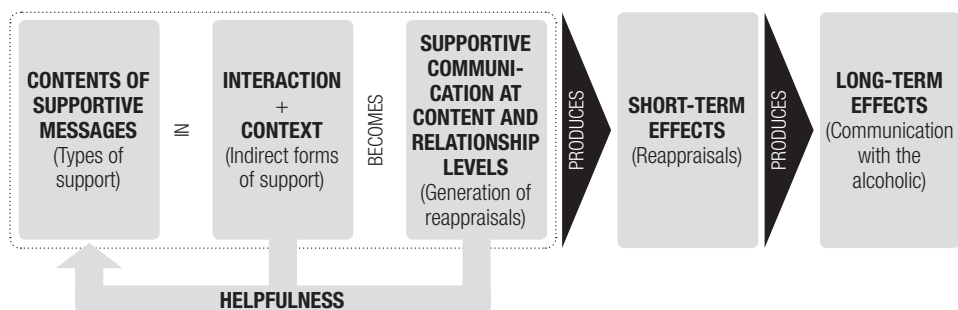 CONTENTS OF
SUPPORTIVE
MESSAGES
(Types of
support)
IN
INTERACTION
+
CONTEXT
(Indirect forms
of support)
BECOMES
SUPPORTIVE
COMMUNI-
CATION AT
CONTENT AND
RELATIONSHIP
LEVELS
(Generation of
reappraisals)
PRODUCES
SHORT-TERM
EFFECTS
(Reappraisals)
PRODUCES
LONG-TERM
EFFECTS
(Communication
with the
alcoholic)
HELPFULNESS